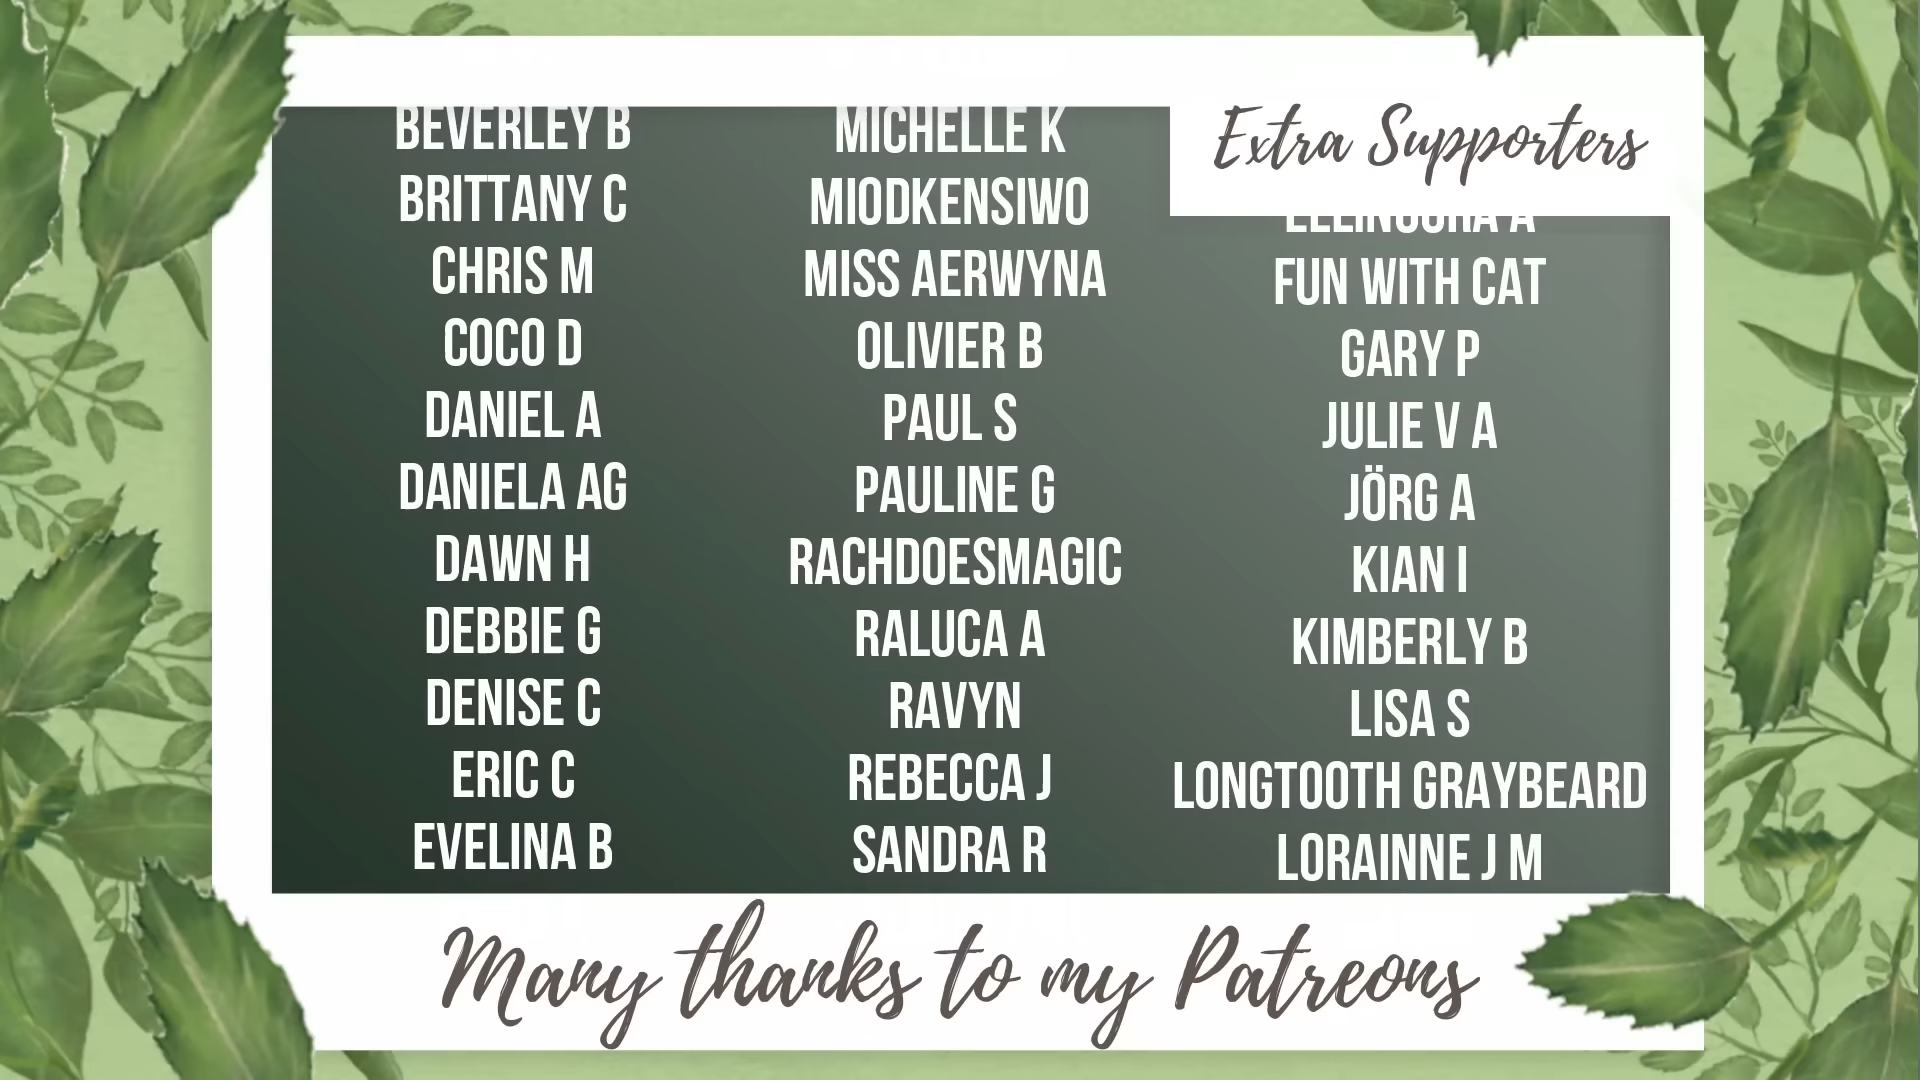 BEVERLEY B
BRITTANY C
CHRIS M
COCO D
DANIEL A
DANIELA AG
DAWN H
DEBBIE G
DENISE C
ERIC C
EVELINA B
MICHELLE K
MIODKENSIWO
MISS AERWYNA
OLIVIER B
PAUL S
PAULINE G
RACHDOESMAGIC
RALUCA A
RAVYN
REBECCA J
SANDRA R
Extra Supporters
A
FUN WITH CAT
GARY P
JULIE V A
JÖRG A
KIAN I
KIMBERLY B
LISA S
LONGTOOTH GRAYBEARD
LORAINNE J M
Many thanks to my Patreons